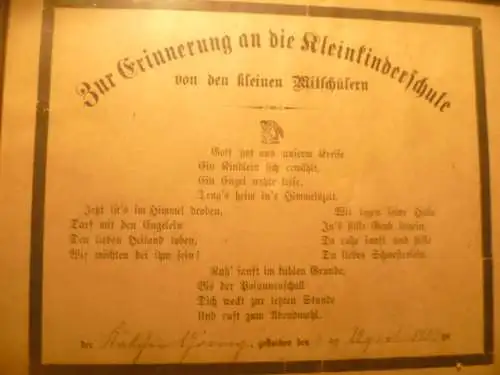 Zur Erinnerung an die Kleinkinderschule
von den kleinen Mitschülern
Gott hat aus unserm Kreise
Ein Kindlein sich erwählt,
Ein Engel wehte leise,
Trug's heim in's Himmelszelt.
Jetzt ist's im Himmel droben,
Darf mit den Engelein
Den lieben Heiland loben,
Wir möchten bei ihm sein!
Wir legen seine Hülle
In's stille Grab hinein.
Du ruhe sanft und stille
Du liebes Schwesterlein.
Ruh' sanft im kühlen Grunde,
Bis der Posaunenschall
Dich weckt zur letzten Stunde
Und ruft zum Abendmahl.
der gestorben den